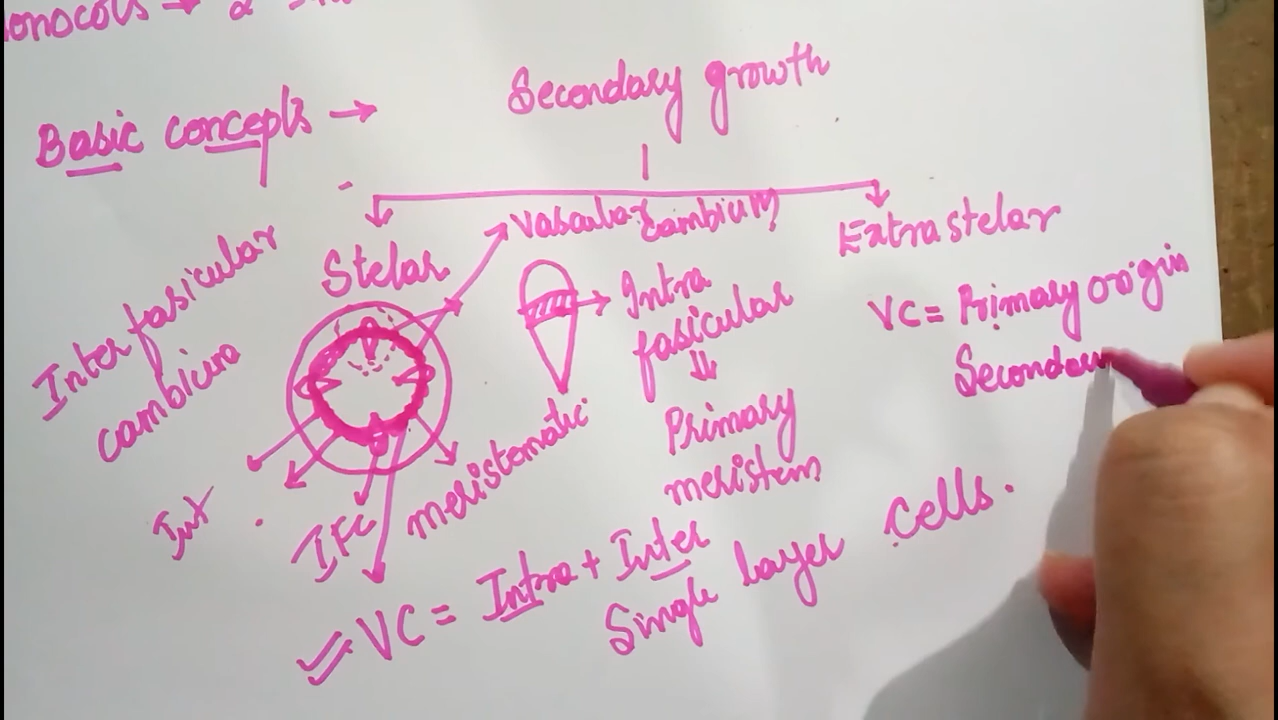 Basic concepts →
Secondary growth
Stelar
Vascular cambium
Extrastelar
Inter fasicular
cambium
Intra
fasicular
Primary
meristem
VC = Primary origin
Int
IFC
meristematic
VC = Intra + Inter
Single layer cells.